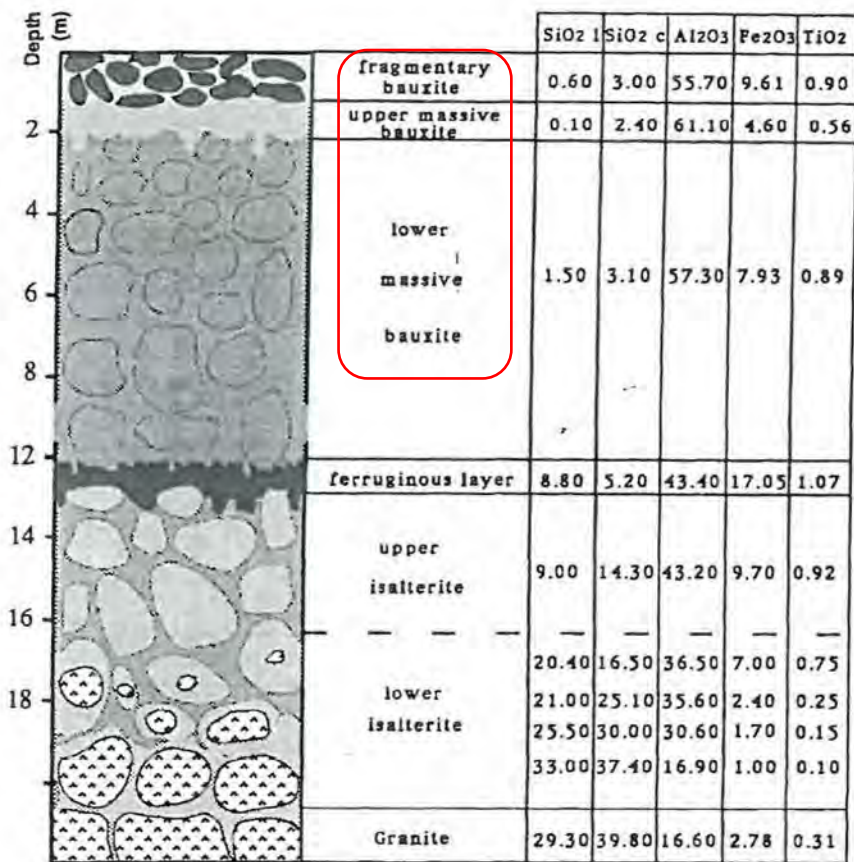 Depth (m)
SiO2 l SiO2 c Al2O3 Fe2O3 TiO2
fragmentary bauxite 0.60 3.00 55.70 9.61 0.90
2 upper massive bauxite 0.10 2.40 61.10 4.60 0.56
4 lower
6 massive 1.50 3.10 57.30 7.93 0.89
bauxite
8
10
12
ferruginous layer 8.80 5.20 43.40 17.05 1.07
14 upper
isalterite 9.00 14.30 43.20 9.70 0.92
16
20.40 16.50 36.50 7.00 0.75
18 lower 21.00 25.10 35.60 2.40 0.25
isalterite 25.50 30.00 30.60 1.70 0.15
33.00 37.40 16.90 1.00 0.10
Granite 29.30 39.80 16.60 2.78 0.31